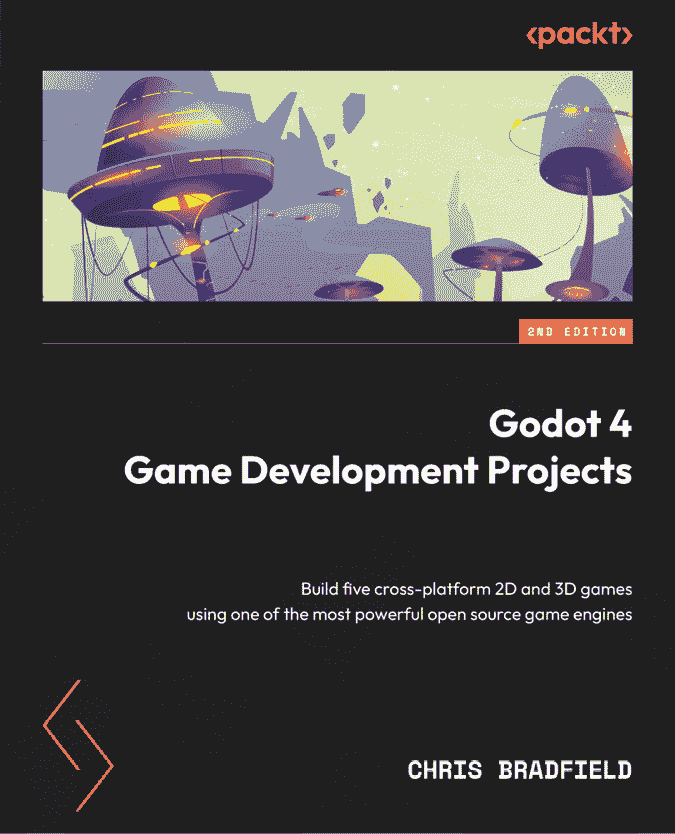 <packt>
2ND EDITION
Godot 4
Game Development Projects
Build five cross-platform 2D and 3D games
using one of the most powerful open source game engines
CHRIS BRADFIELD